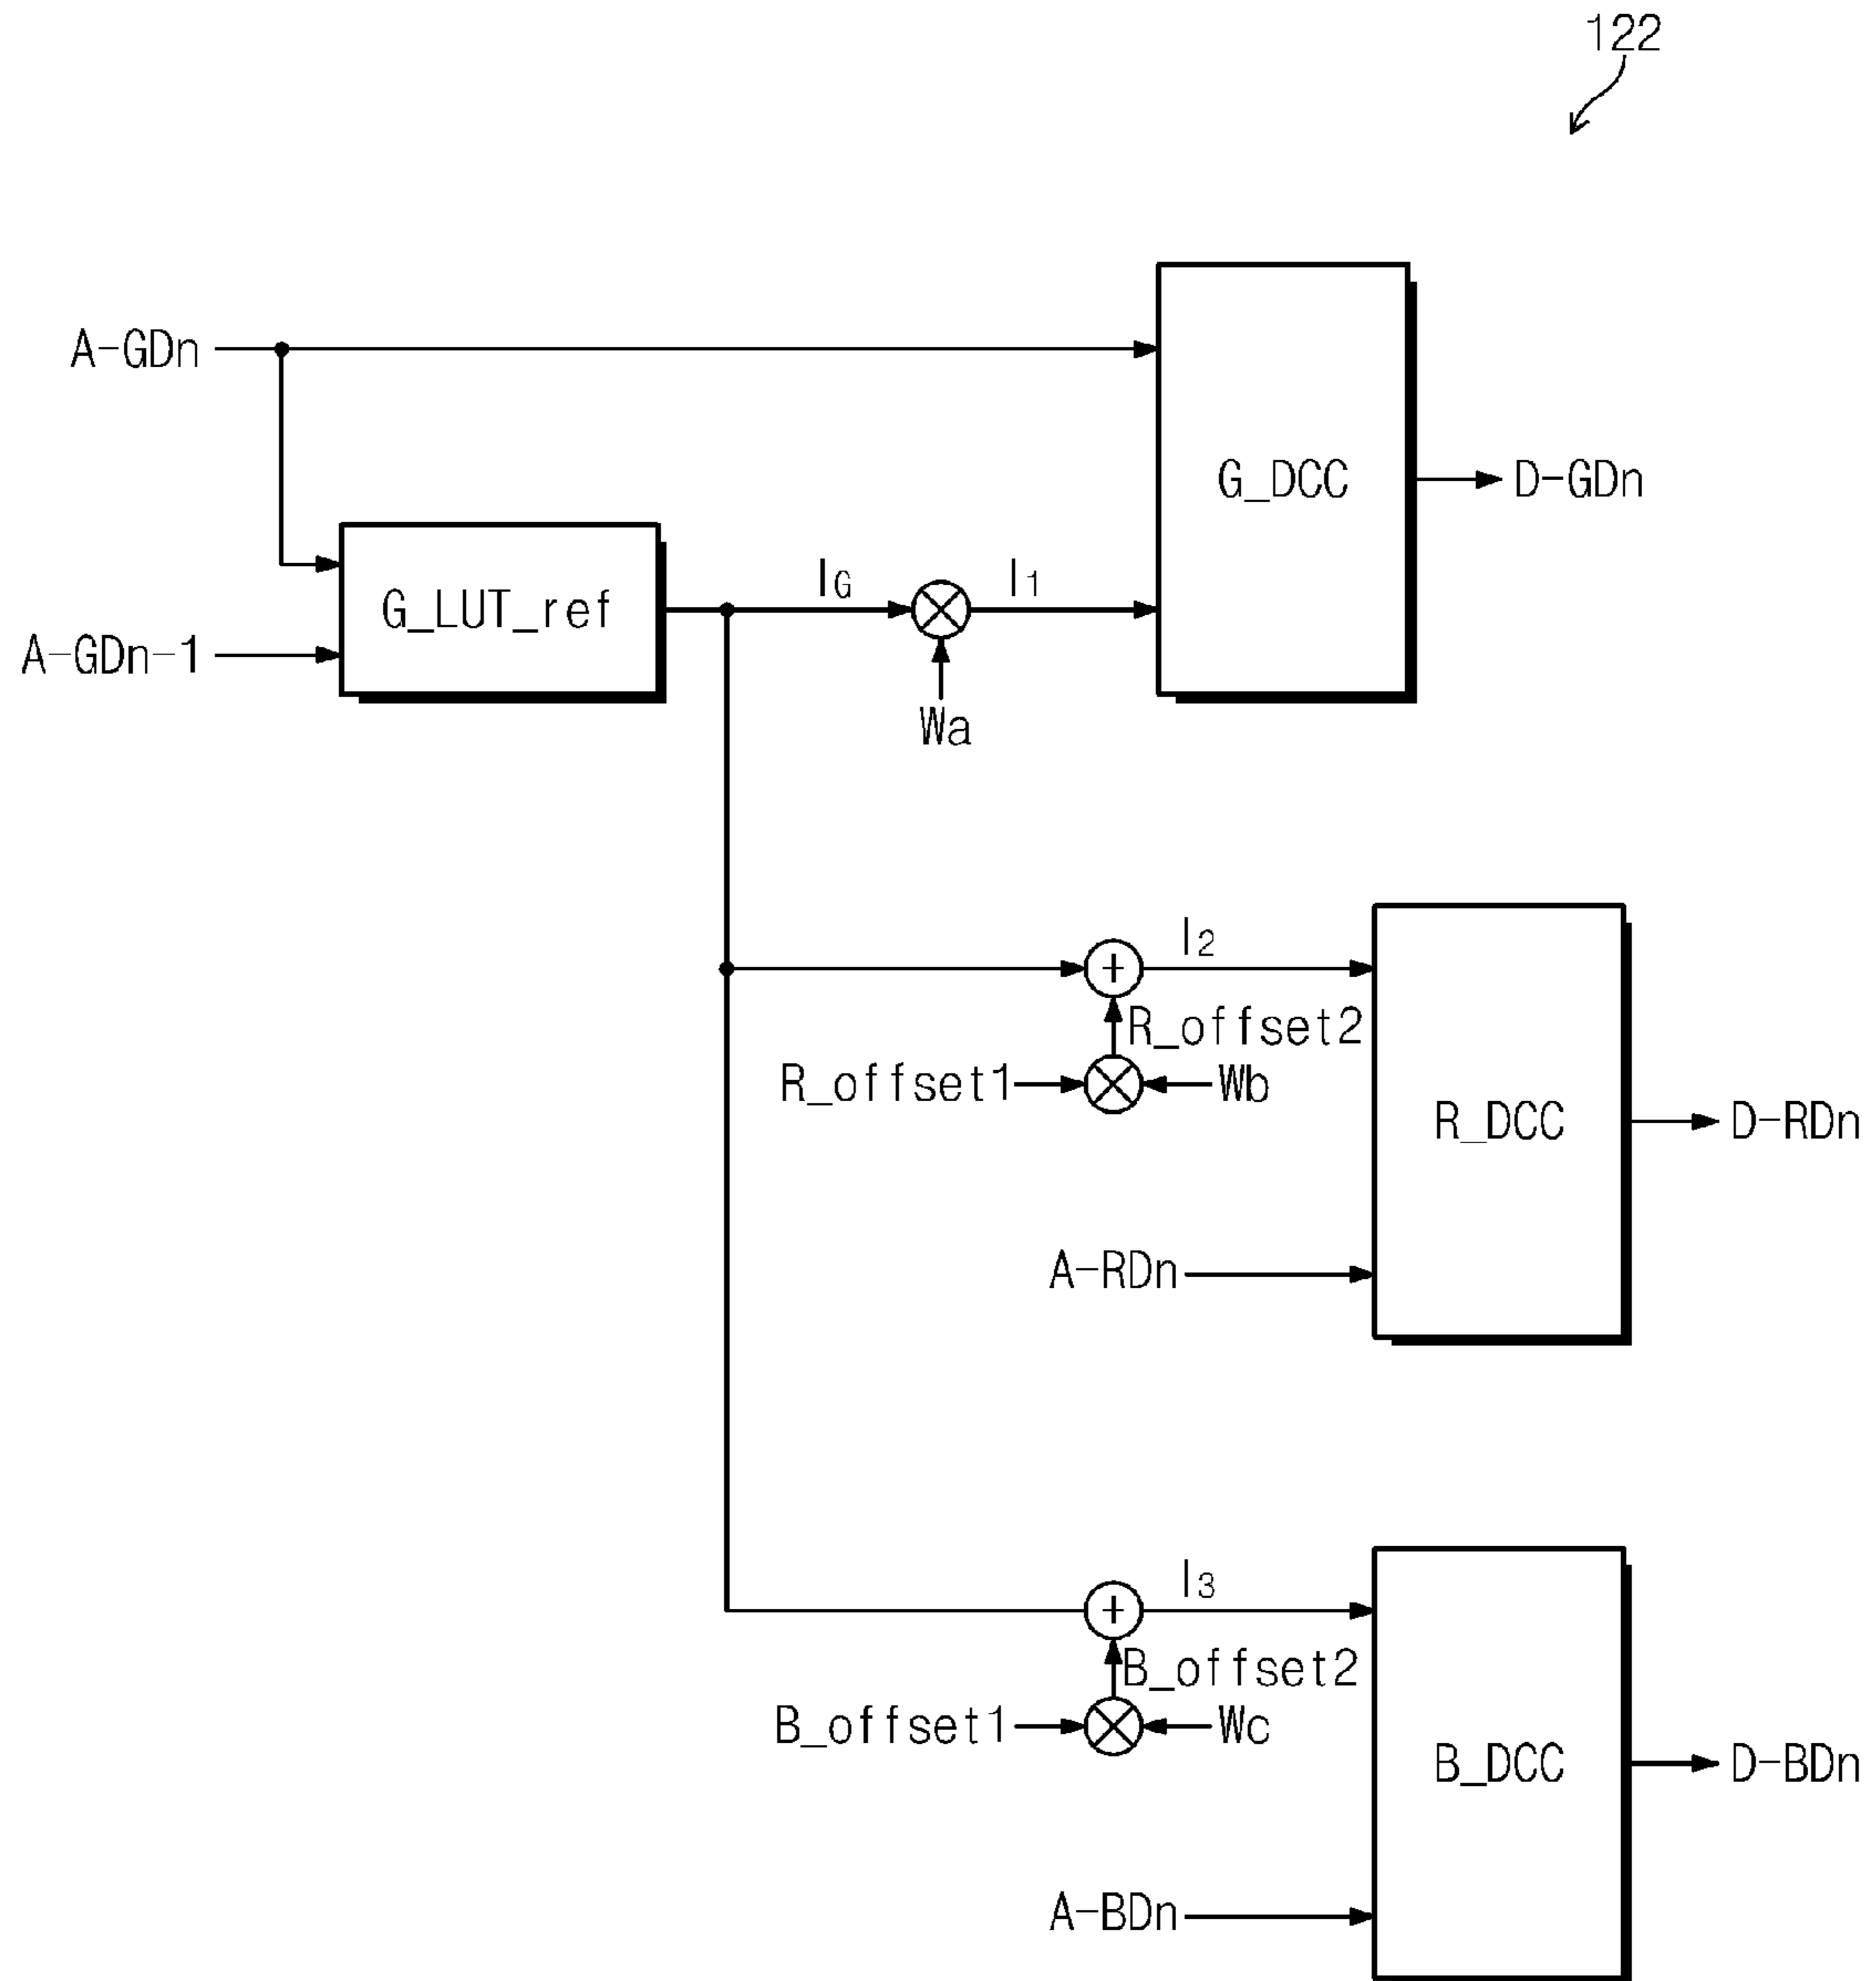 122
A-GDn
G_DCC
D-GDn
G_LUT_ref
IG
I1
A-GDn-1
Wa
I2
R_offset2
R_offset1
Wb
R_DCC
D-RDn
A-RDn
I3
B_offset2
B_offset1
Wc
B_DCC
D-BDn
A-BDn